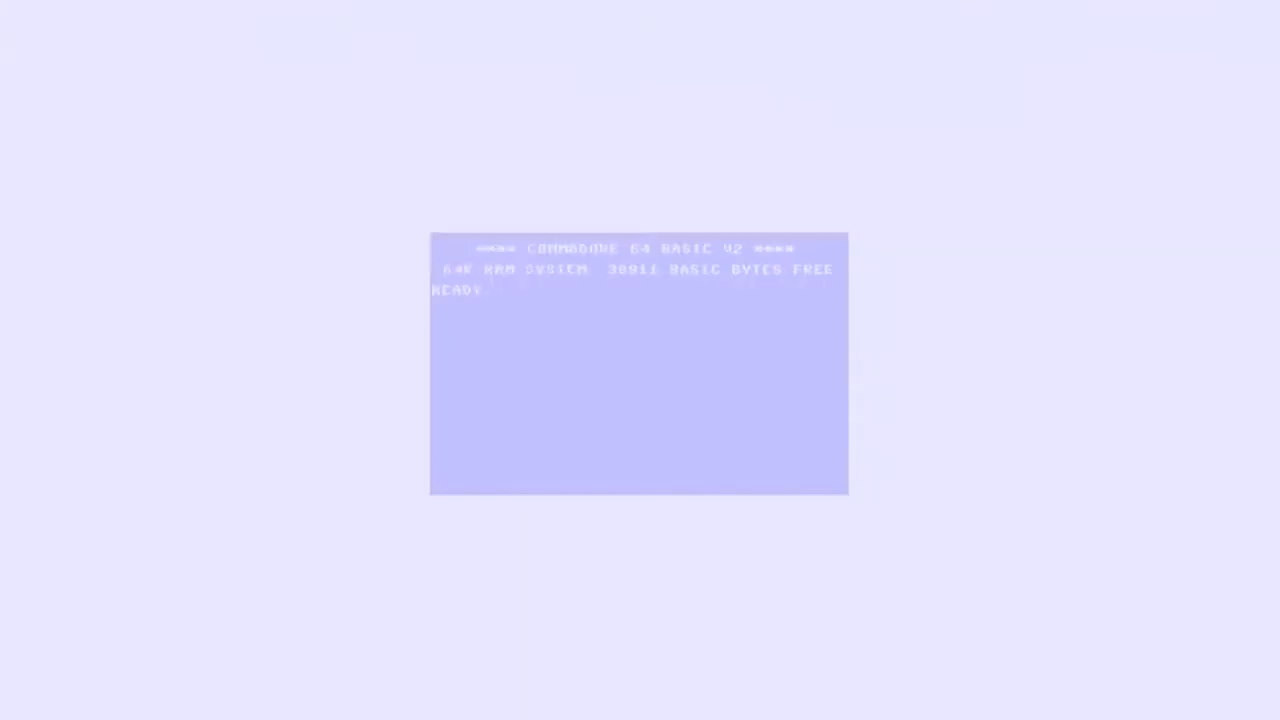 **** COMMODORE 64 BASIC V2 ****
64K RAM SYSTEM 38911 BASIC BYTES FREE
READY.